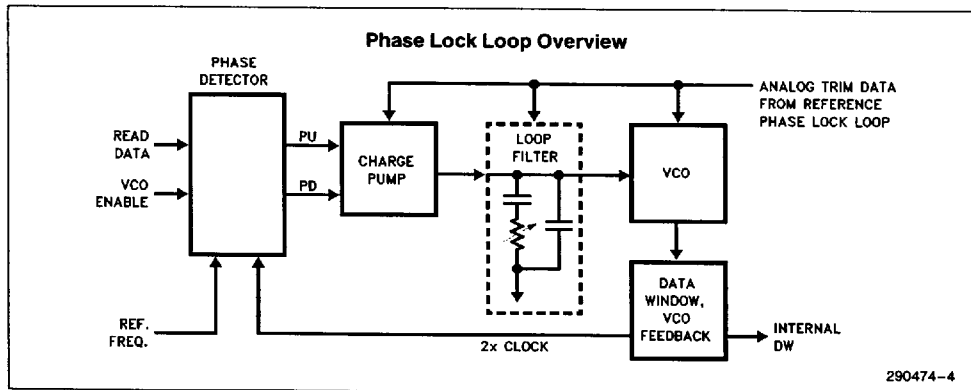 Phase Lock Loop Overview
PHASE
DETECTOR
ANALOG TRIM DATA
FROM REFERENCE
PHASE LOCK LOOP
READ
DATA
VCO
ENABLE
PU
PD
CHARGE
PUMP
LOOP
FILTER
VCO
DATA
WINDOW,
VCO
FEEDBACK
REF.
FREQ.
2x CLOCK
INTERNAL
DW
290474-4